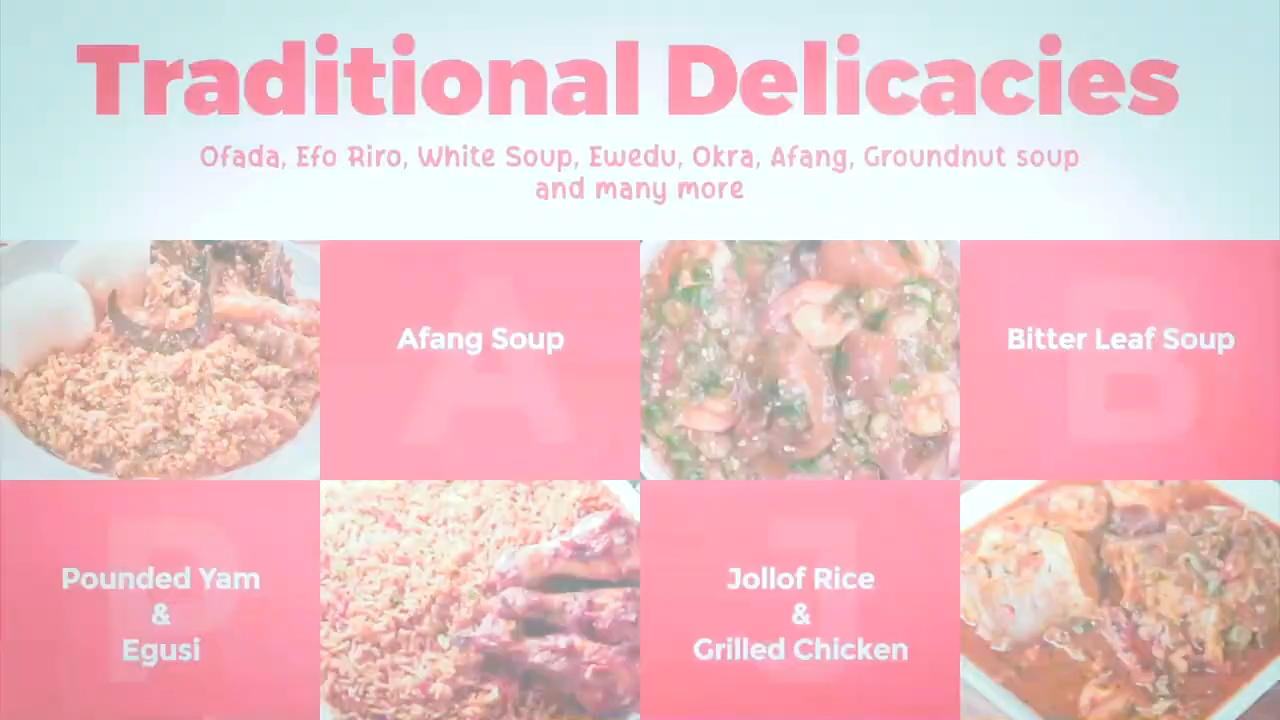 Traditional Delicacies
Ofada, Efo Riro, White Soup, Ewedu, Okra, Afang, Groundnut soup
and many more
A
Afang Soup
B
Bitter Leaf Soup
P
Pounded Yam
&
Egusi
J
Jollof Rice
&
Grilled Chicken